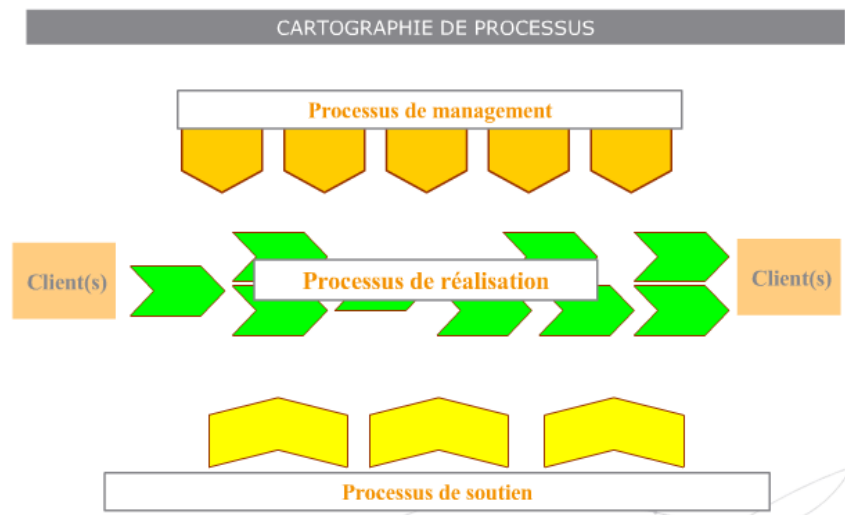 CARTOGRAPHIE DE PROCESSUS
Processus de management
Client(s)
Processus de réalisation
Client(s)
Processus de soutien